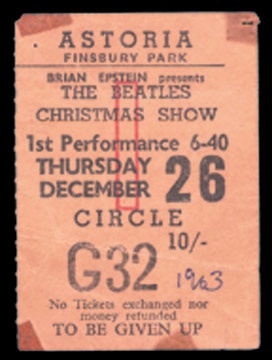 ASTORIA
FINSBURY PARK
BRIAN EPSTEIN presents
THE BEATLES
CHRISTMAS SHOW
1st Performance 6-40
THURSDAY
DECEMBER 26
CIRCLE
10/-
G32 1963
No Tickets exchanged nor
money refunded
TO BE GIVEN UP